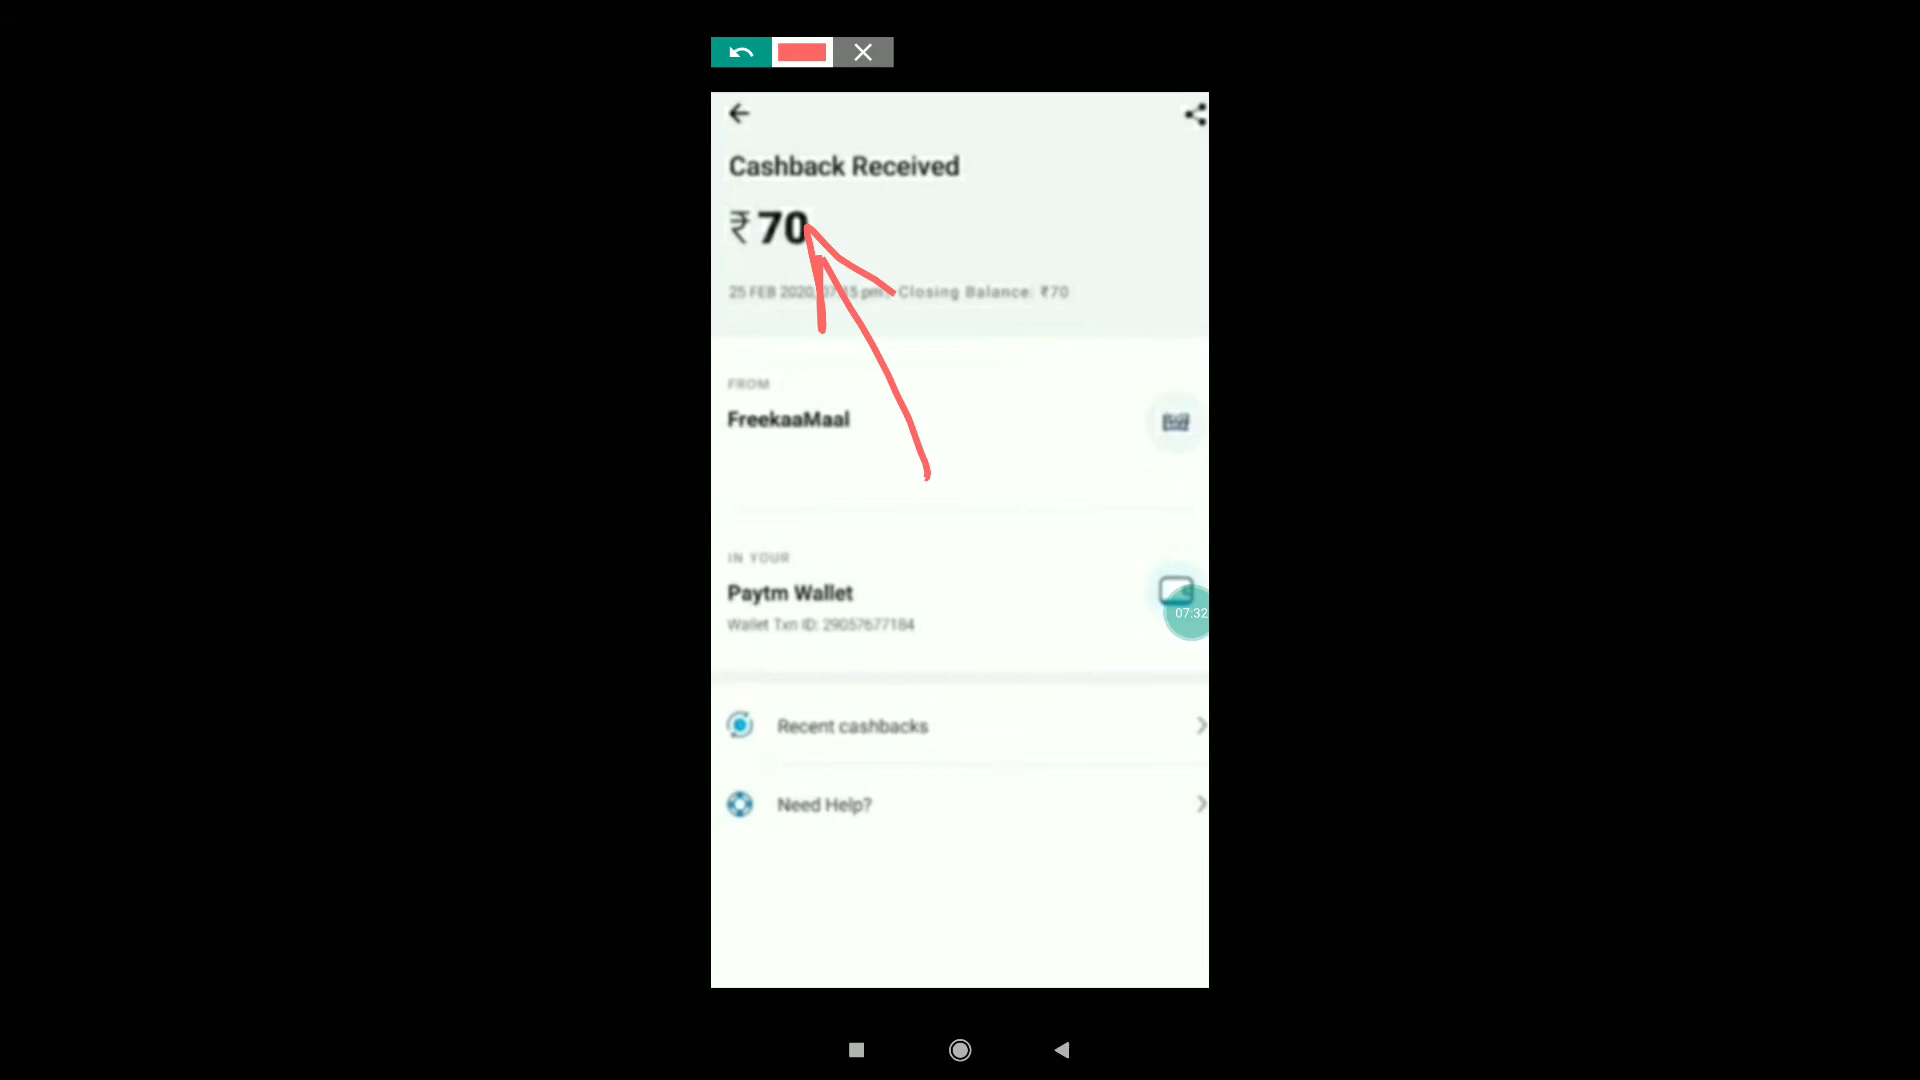 Cashback Received
₹70
25 FEB 2020, 07:15 pm, Closing Balance: ₹70
FROM
FreekaaMaal
IN YOUR
Paytm Wallet
Wallet Txn ID: 29057677184
07:32
Recent cashbacks
Need Help?